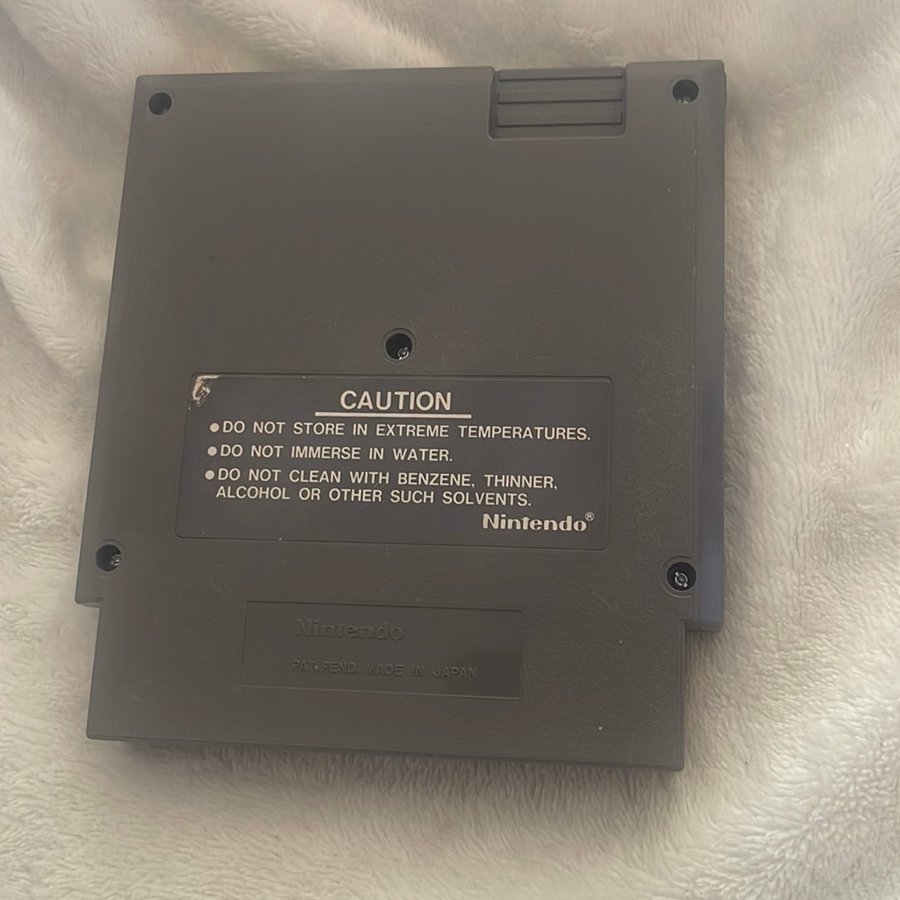 CAUTION
●DO NOT STORE IN EXTREME TEMPERATURES.
●DO NOT IMMERSE IN WATER.
●DO NOT CLEAN WITH BENZENE, THINNER,
ALCOHOL OR OTHER SUCH SOLVENTS.
Nintendo®
Nintendo
PAT. PEND. MADE IN JAPAN